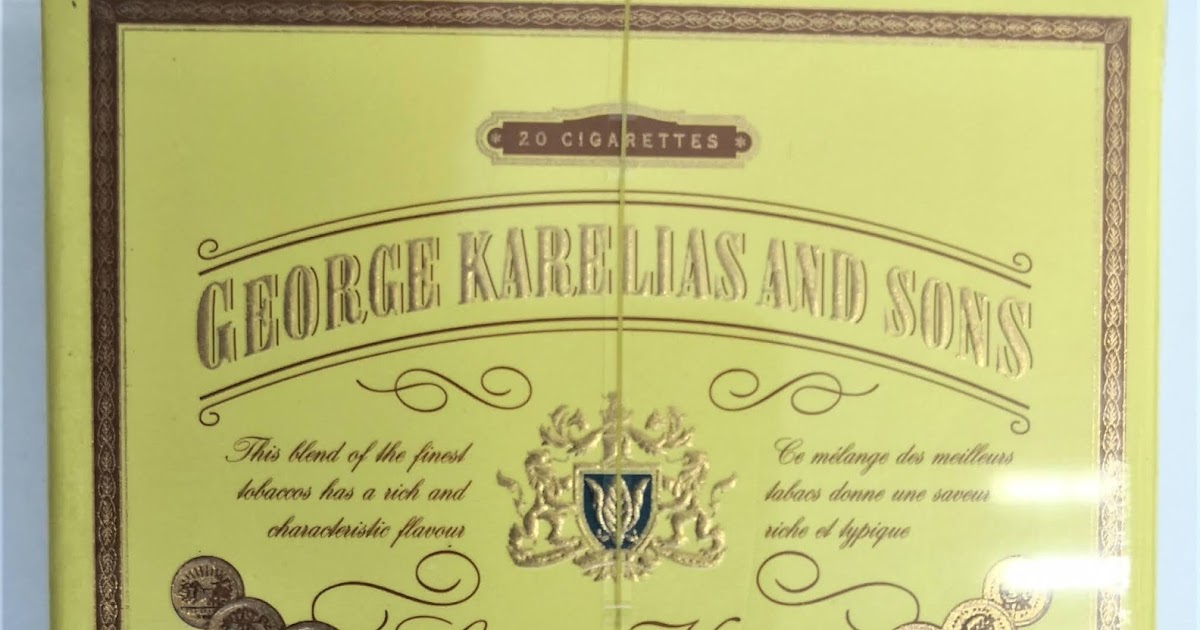 20 CIGARETTES
GEORGE KARELIAS AND SONS
This blend of the finest
tobaccos has a rich and
characteristic flavour
Ce mélange des meilleurs
tabacs donne une saveur
riche et typique